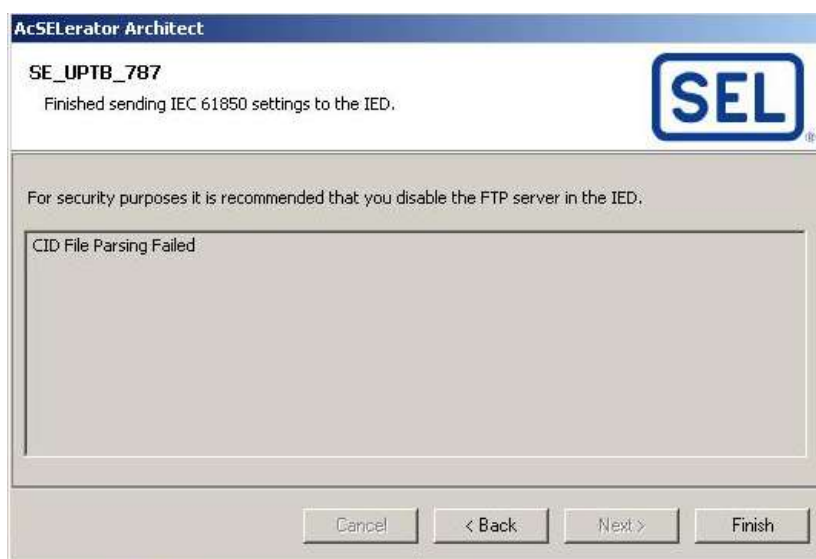 AcSELerator Architect
SE_UPTB_787
Finished sending IEC 61850 settings to the IED.
SEL
®
For security purposes it is recommended that you disable the FTP server in the IED.
CID File Parsing Failed
Cancel
< Back
Next >
Finish